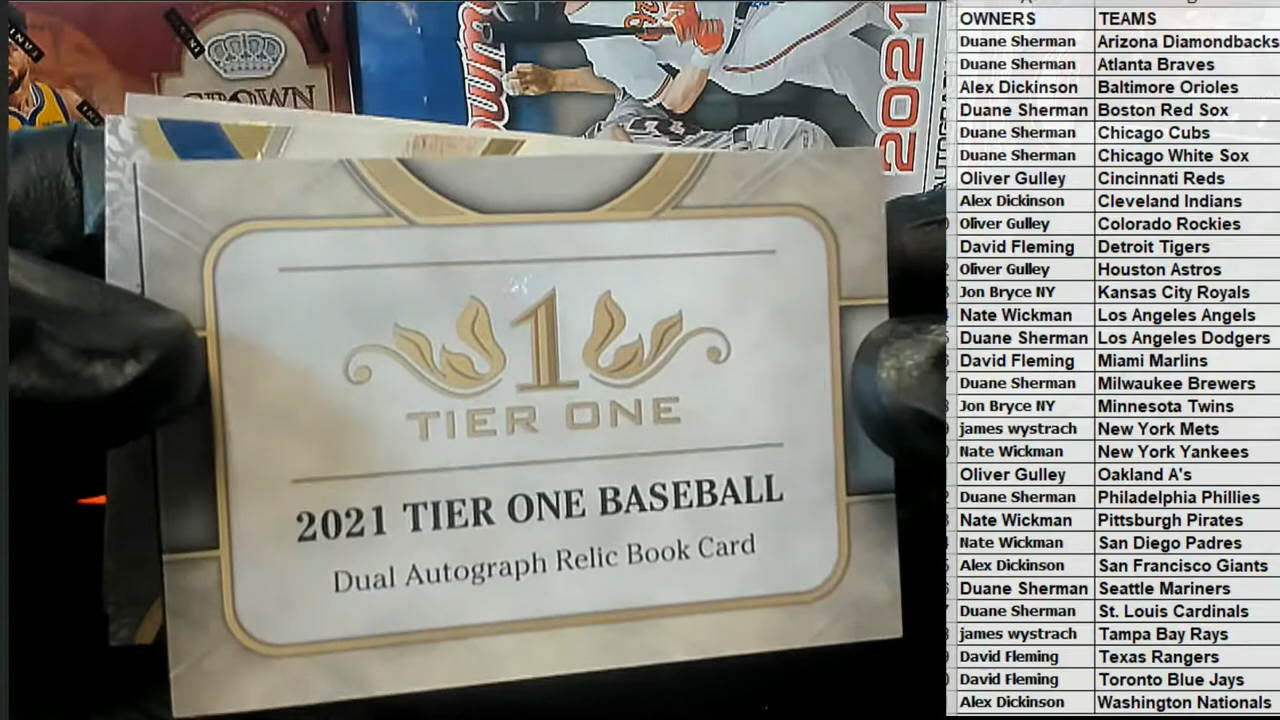 CROWN
2021
1
TIER ONE
2021 TIER ONE BASEBALL
Dual Autograph Relic Book Card
OWNERS TEAMS
Duane Sherman Arizona Diamondbacks
Duane Sherman Atlanta Braves
Alex Dickinson Baltimore Orioles
Duane Sherman Boston Red Sox
Duane Sherman Chicago Cubs
Duane Sherman Chicago White Sox
Oliver Gulley Cincinnati Reds
Alex Dickinson Cleveland Indians
Oliver Gulley Colorado Rockies
David Fleming Detroit Tigers
Oliver Gulley Houston Astros
Jon Bryce NY Kansas City Royals
Nate Wickman Los Angeles Angels
Duane Sherman Los Angeles Dodgers
David Fleming Miami Marlins
Duane Sherman Milwaukee Brewers
Jon Bryce NY Minnesota Twins
james wystrach New York Mets
Nate Wickman New York Yankees
Oliver Gulley Oakland A's
Duane Sherman Philadelphia Phillies
Nate Wickman Pittsburgh Pirates
Nate Wickman San Diego Padres
Alex Dickinson San Francisco Giants
Duane Sherman Seattle Mariners
Duane Sherman St. Louis Cardinals
james wystrach Tampa Bay Rays
David Fleming Texas Rangers
David Fleming Toronto Blue Jays
Alex Dickinson Washington Nationals